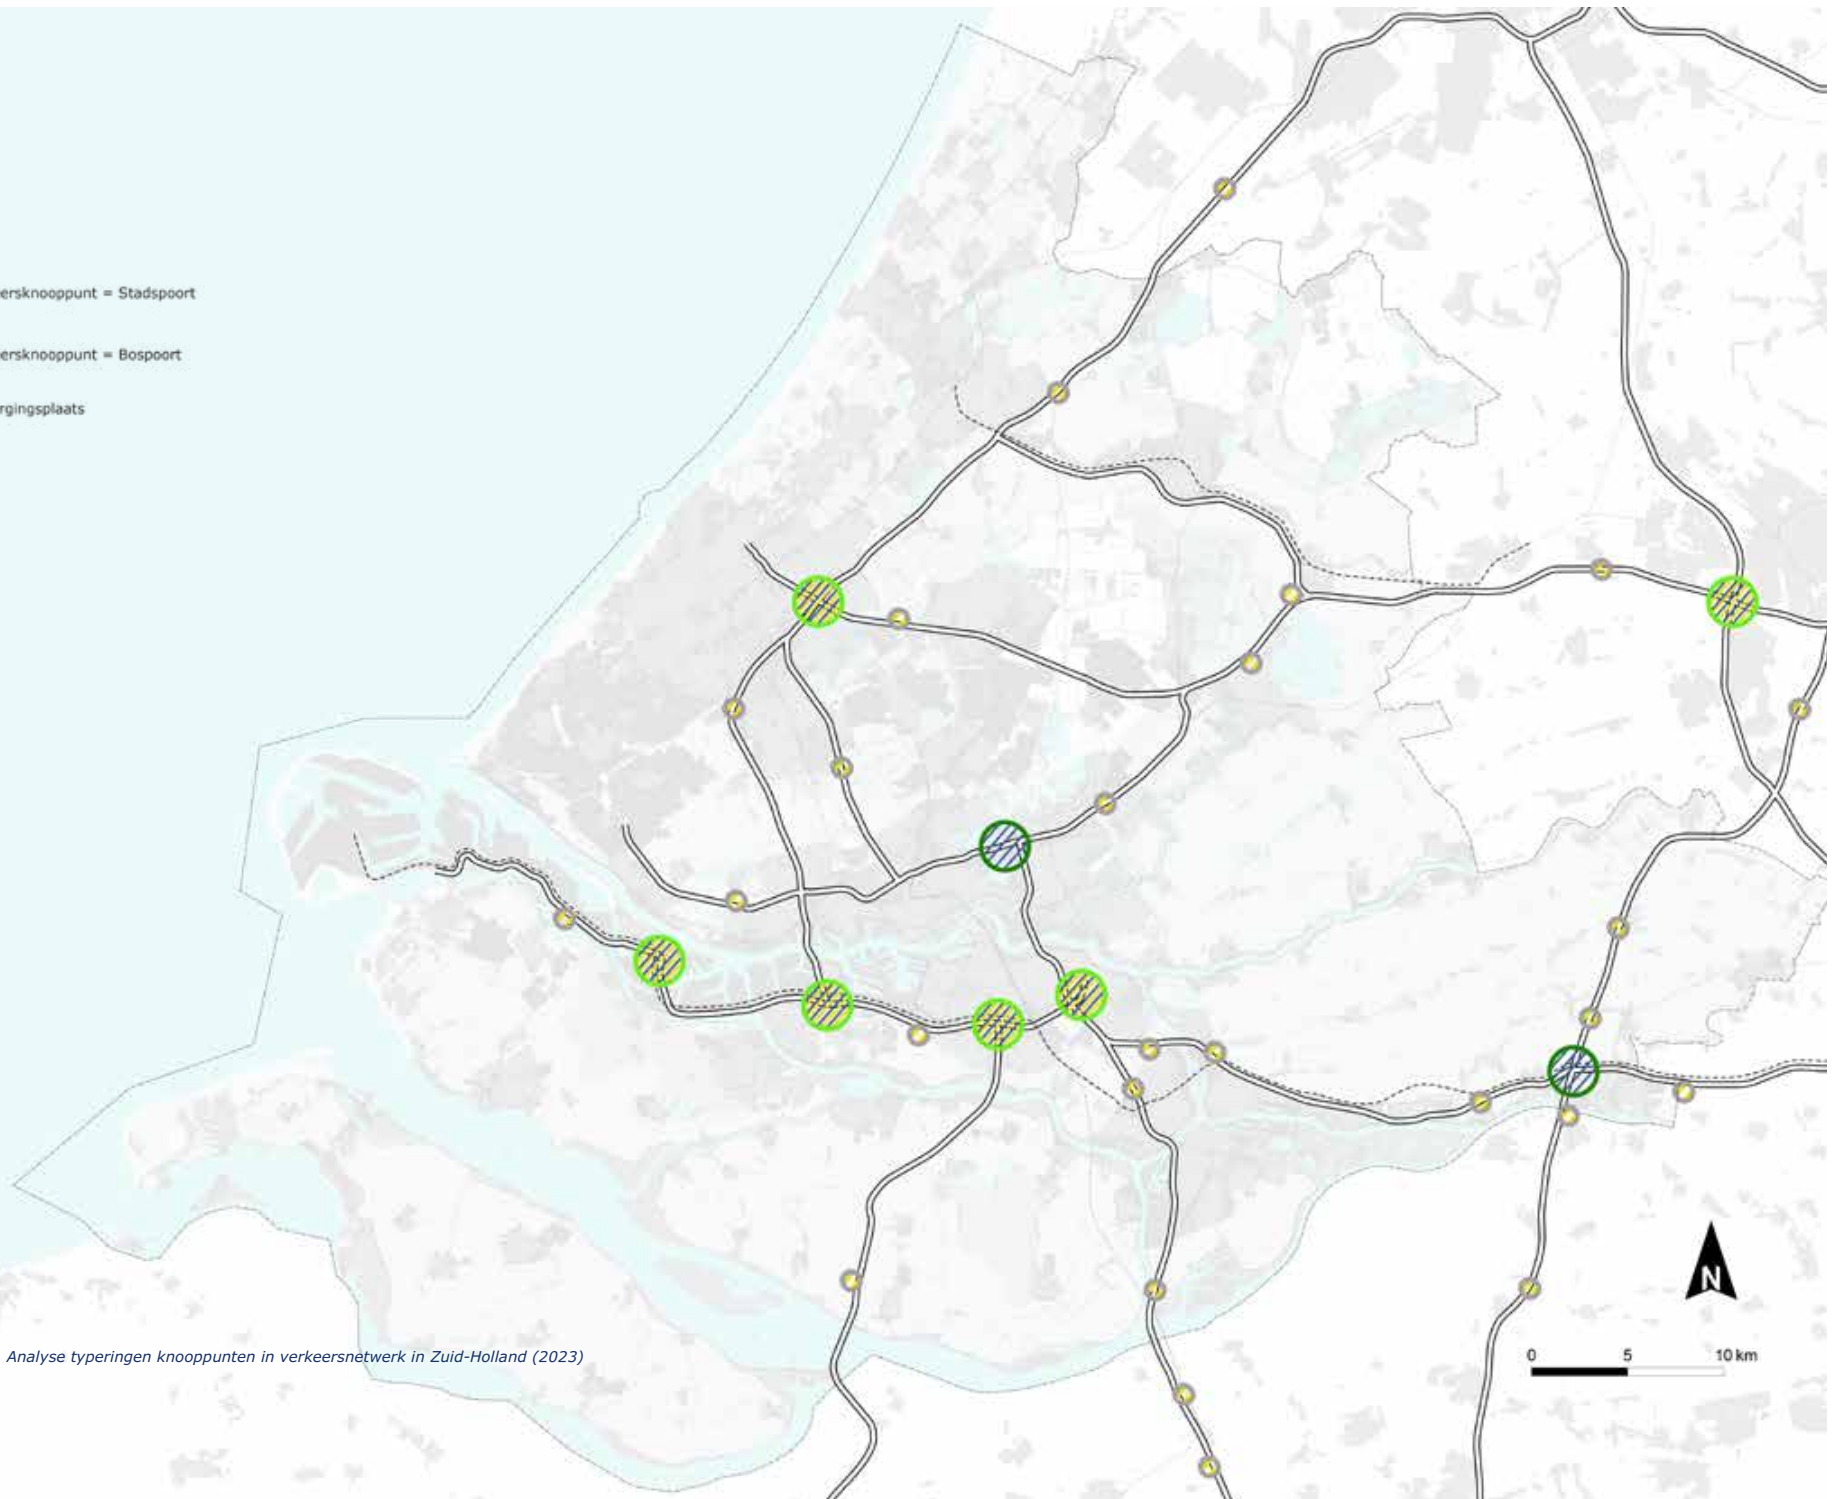 ersknooppunt = Stadspoort
ersknooppunt = Bospoort
rgingsplaats
N
Analyse typeringen knooppunten in verkeersnetwerk in Zuid-Holland (2023)
0 5 10 km